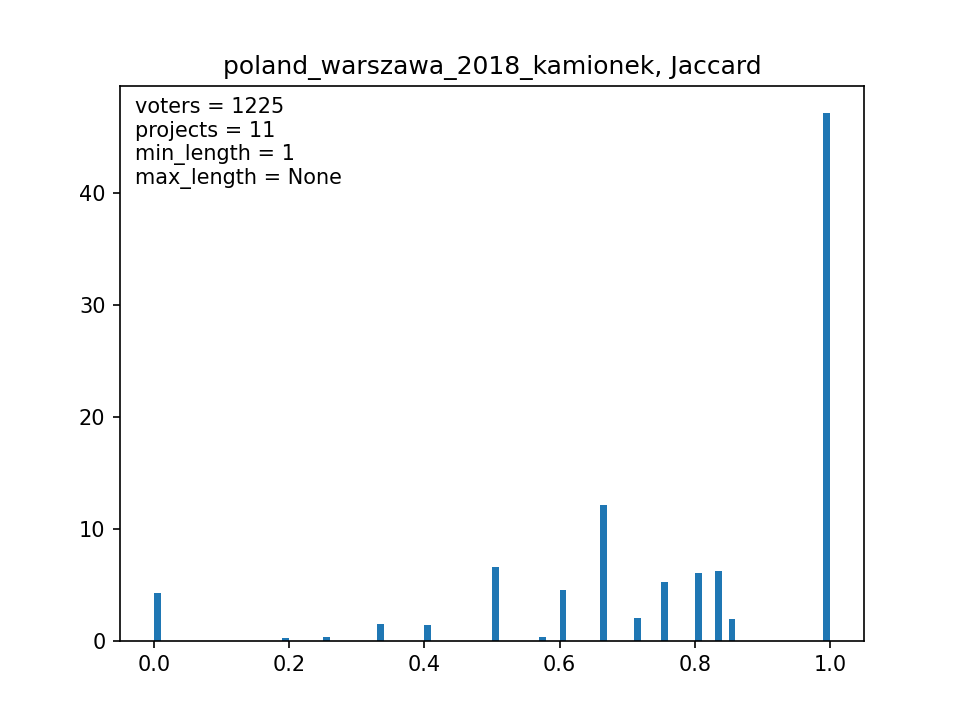 poland_warszawa_2018_kamionek, Jaccard
voters = 1225
projects = 11
min_length = 1
max_length = None
40
30
20
10
0
0.0 0.2 0.4 0.6 0.8 1.0